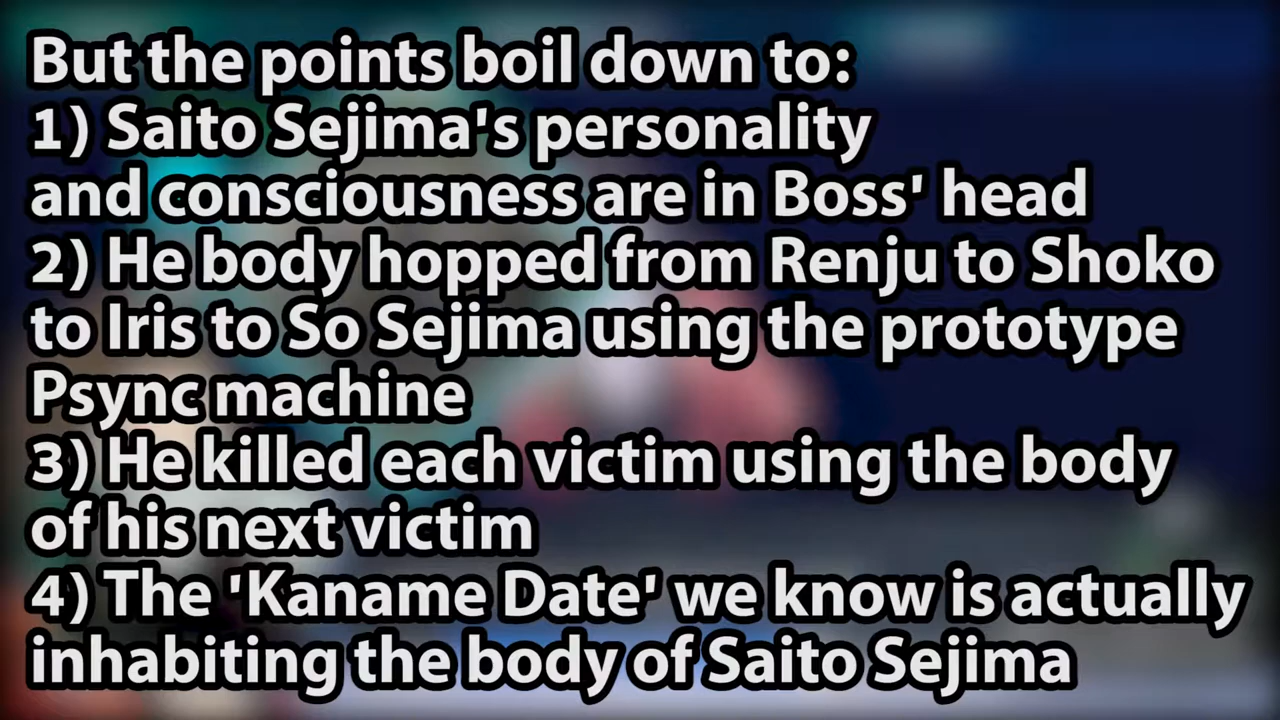 But the points boil down to:
1) Saito Sejima's personality
and consciousness are in Boss' head
2) He body hopped from Renju to Shoko
to Iris to So Sejima using the prototype
Psync machine
3) He killed each victim using the body
of his next victim
4) The 'Kaname Date' we know is actually
inhabiting the body of Saito Sejima